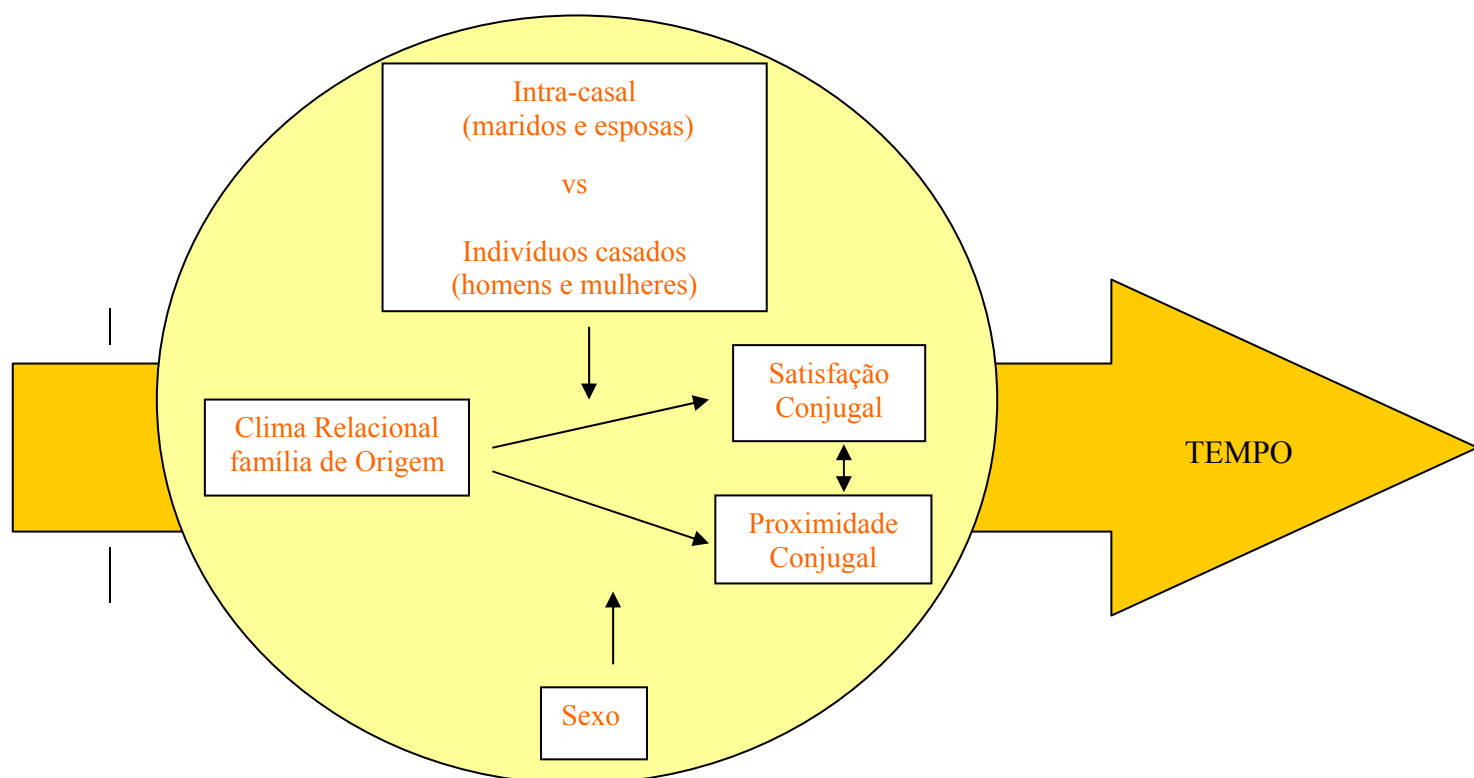 Intra-casal
(maridos e esposas)
vs
Indivíduos casados
(homens e mulheres)
Clima Relacional
família de Origem
Satisfação
Conjugal
Proximidade
Conjugal
TEMPO
Sexo